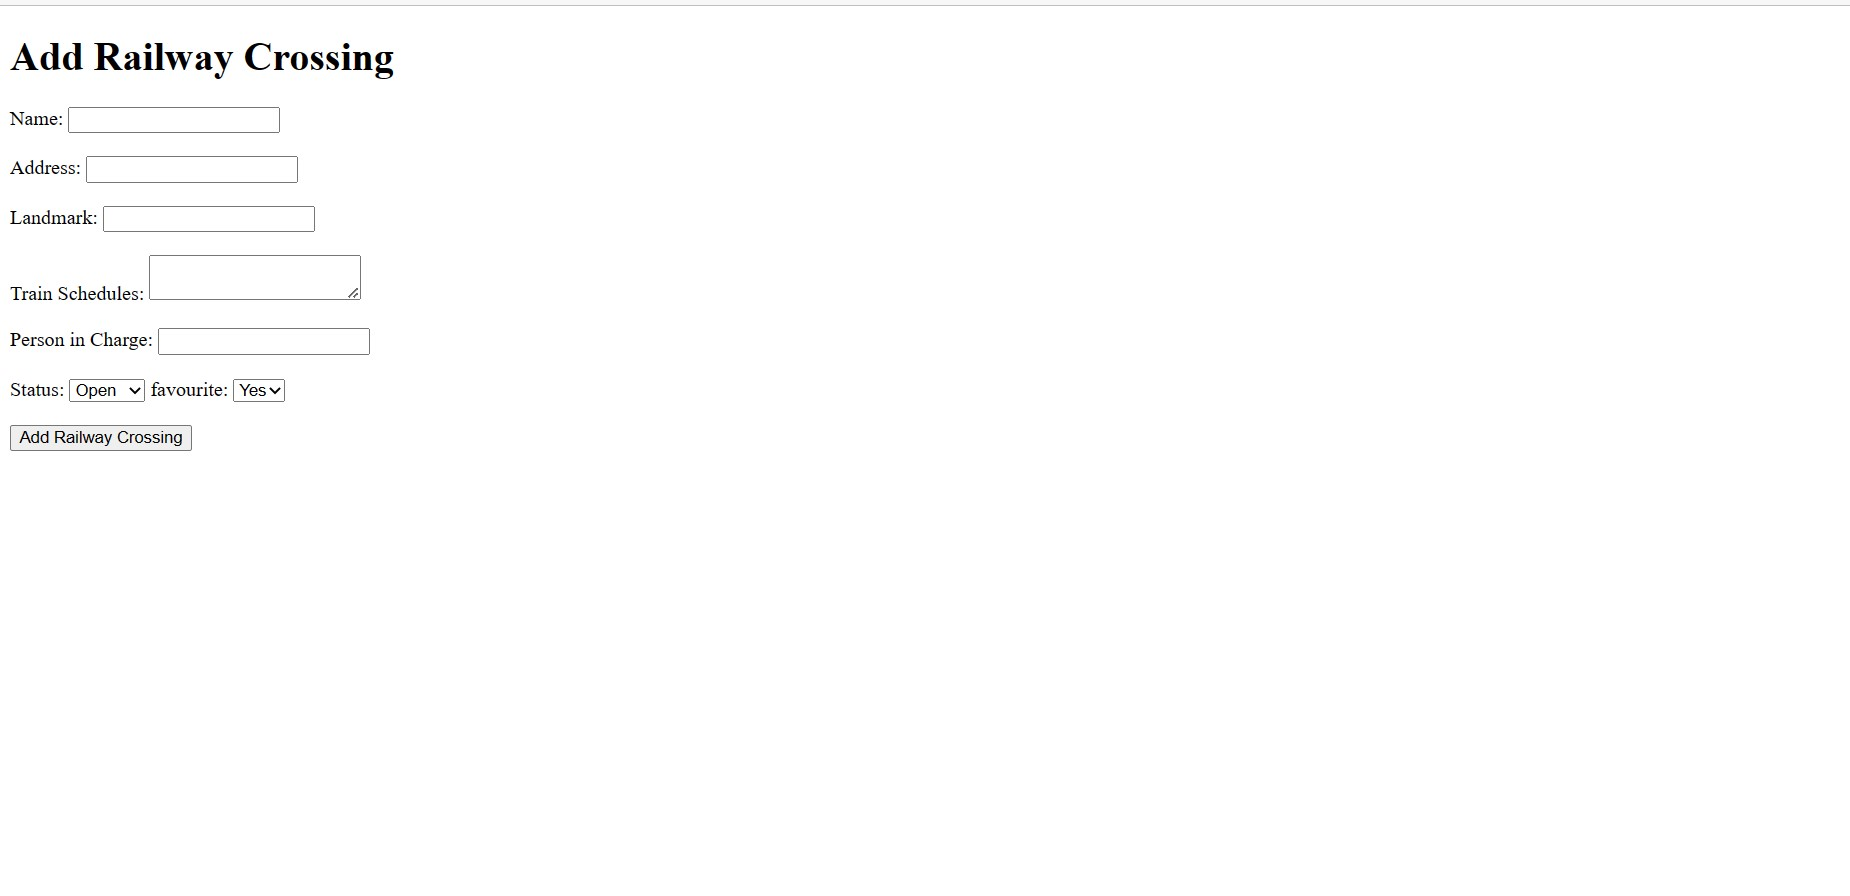 Add Railway Crossing
Name:
Address:
Landmark:
Train Schedules:
Person in Charge:
Status: Open favourite: Yes
Add Railway Crossing